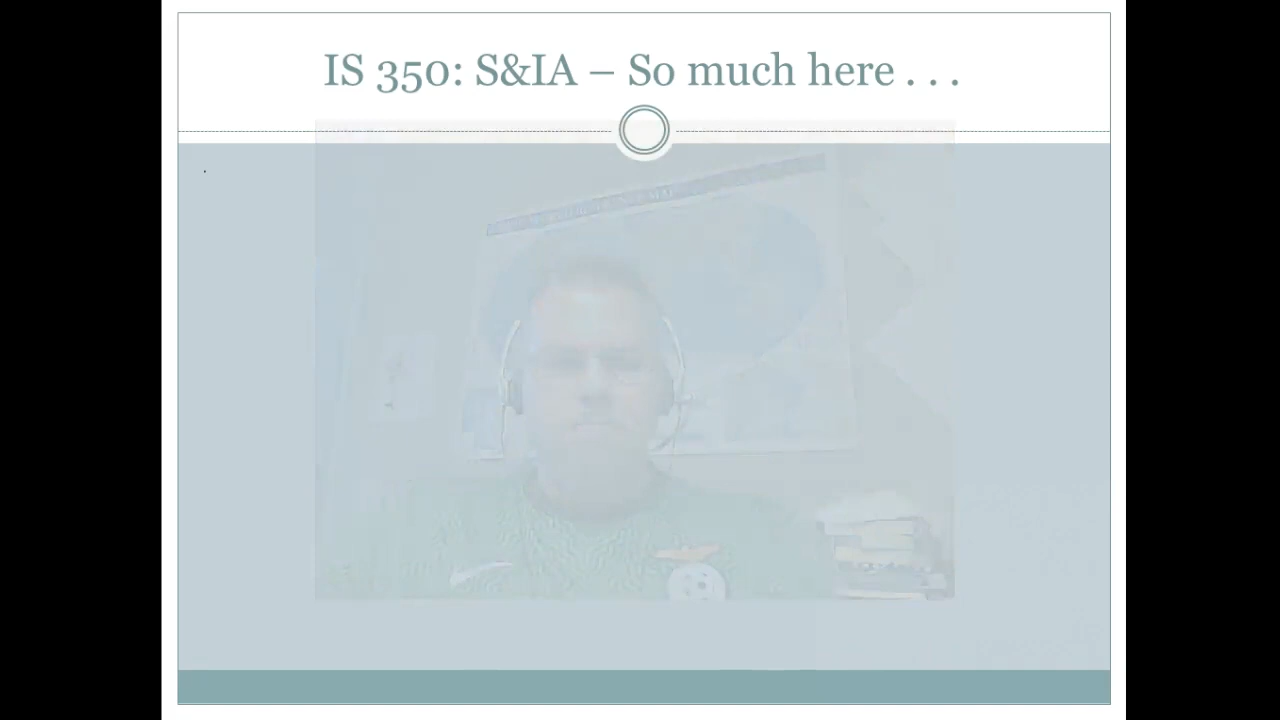 IS 350: S&IA – So much here . . .